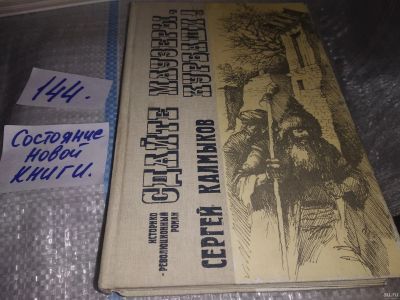 144.
Состояние
новой
книги.
ИСТОРИКО
-РЕВОЛЮЦИОННЫЙ
РОМАН
СДАЙТЕ
МАУЗЕРЫ,
КУРБАШИ!
СЕРГЕЙ КАЛМЫКОВ